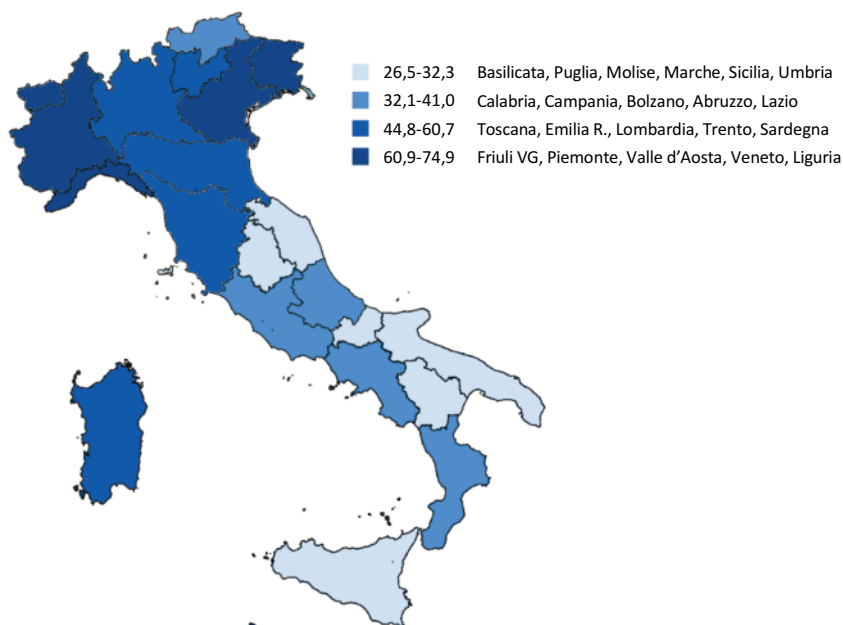 26,5-32,3 Basilicata, Puglia, Molise, Marche, Sicilia, Umbria
32,1-41,0 Calabria, Campania, Bolzano, Abruzzo, Lazio
44,8-60,7 Toscana, Emilia R., Lombardia, Trento, Sardegna
60,9-74,9 Friuli VG, Piemonte, Valle d’Aosta, Veneto, Liguria